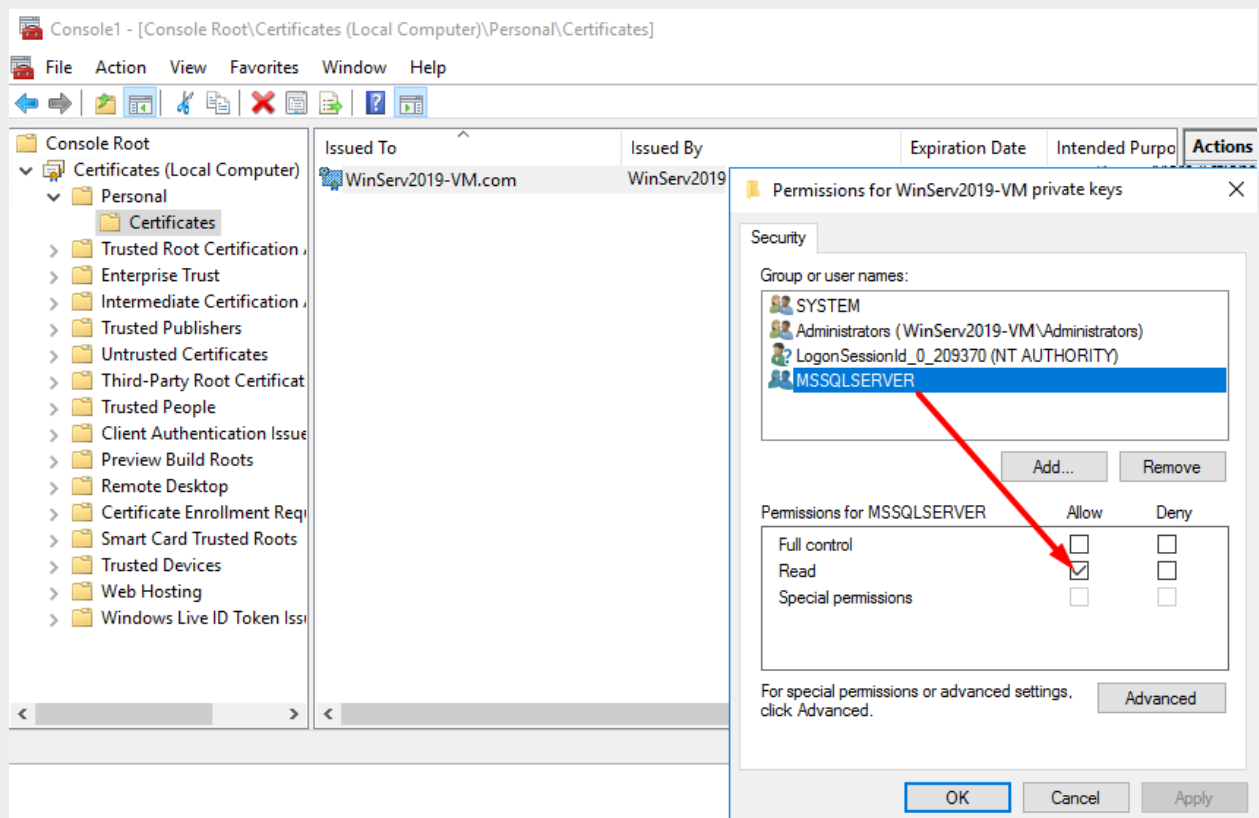 Console1 - [Console Root\Certificates (Local Computer)\Personal\Certificates]
File Action View Favorites Window Help
Console Root
Certificates (Local Computer)
Personal
Certificates
Trusted Root Certification
Enterprise Trust
Intermediate Certification
Trusted Publishers
Untrusted Certificates
Third-Party Root Certificat
Trusted People
Client Authentication Issue
Preview Build Roots
Remote Desktop
Certificate Enrollment Requ
Smart Card Trusted Roots
Trusted Devices
Web Hosting
Windows Live ID Token Issu
Issued To Issued By Expiration Date Intended Purpo
WinServ2019-VM.com WinServ2019
Actions
Permissions for WinServ2019-VM private keys
Security
Group or user names:
SYSTEM
Administrators (WinServ2019-VM\Administrators)
LogonSessionId_0_209370 (NT AUTHORITY)
MSSQLSERVER
Add... Remove
Permissions for MSSQLSERVER Allow Deny
Full control
Read
Special permissions
For special permissions or advanced settings,
click Advanced.
Advanced
OK Cancel Apply